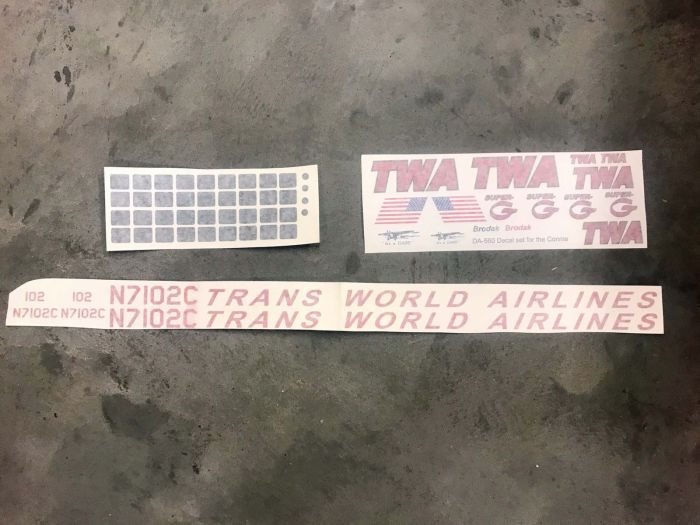 TWA TWA TWA TWA
TWA
SUPER- G SUPER- G SUPER- G SUPER- G
Brodak Brodak
TWA
DA-560 Decal set for the Connie
102 102 N7102C TRANS WORLD AIRLINES
N7102C N7102C N7102C TRANS WORLD AIRLINES